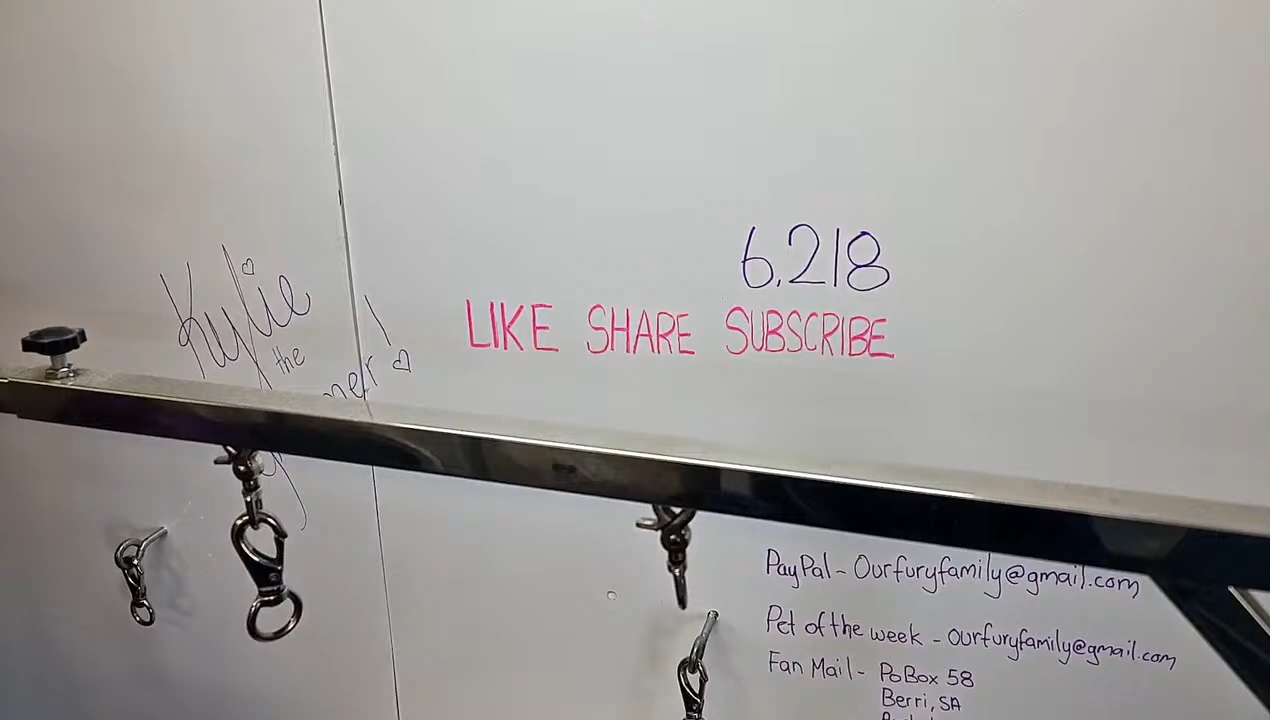 Kylie
the
6,218
LIKE SHARE SUBSCRIBE
PayPal - Ourfuryfamily@gmail.com
Pet of the week - ourfuryfamily@gmail.com
Fan Mail - PoBox 58
Berri, SA